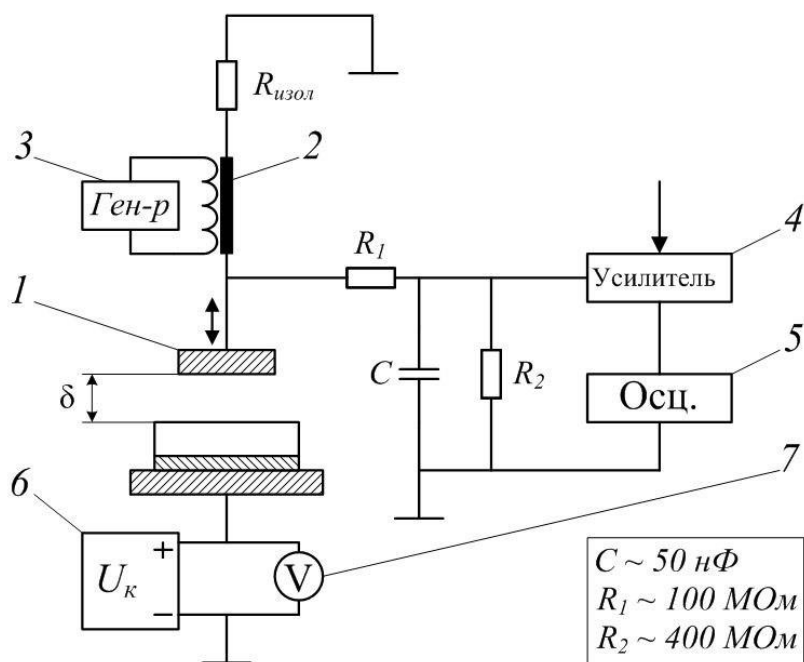 Rизол
3
2
Ген-р
R1
4
Усилитель
1
δ
C
R2
5
Осц.
6
7
+
Uк
V
−
C ~ 50 нФ
R1 ~ 100 МОм
R2 ~ 400 МОм